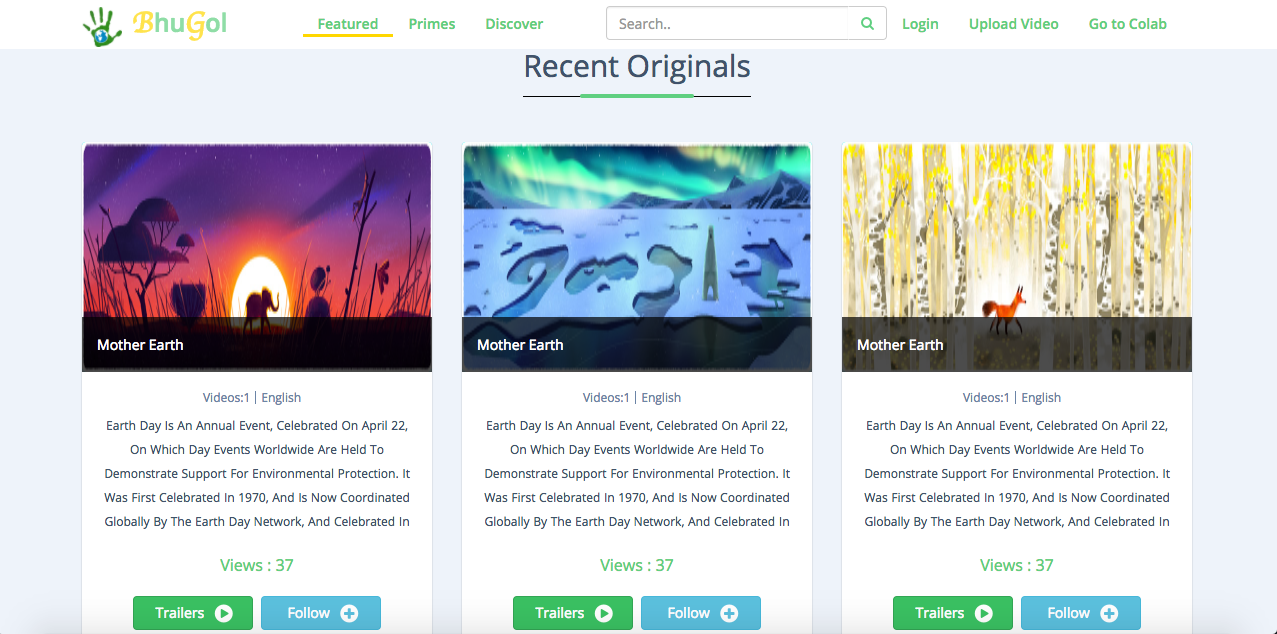 BhuGol Featured Primes Discover Search.. Login Upload Video Go to Colab
Recent Originals
Mother Earth
Videos:1 | English
Earth Day Is An Annual Event, Celebrated On April 22,
On Which Day Events Worldwide Are Held To
Demonstrate Support For Environmental Protection. It
Was First Celebrated In 1970, And Is Now Coordinated
Globally By The Earth Day Network, And Celebrated In
Views : 37
Trailers Follow
Mother Earth
Videos:1 | English
Earth Day Is An Annual Event, Celebrated On April 22,
On Which Day Events Worldwide Are Held To
Demonstrate Support For Environmental Protection. It
Was First Celebrated In 1970, And Is Now Coordinated
Globally By The Earth Day Network, And Celebrated In
Views : 37
Trailers Follow
Mother Earth
Videos:1 | English
Earth Day Is An Annual Event, Celebrated On April 22,
On Which Day Events Worldwide Are Held To
Demonstrate Support For Environmental Protection. It
Was First Celebrated In 1970, And Is Now Coordinated
Globally By The Earth Day Network, And Celebrated In
Views : 37
Trailers Follow